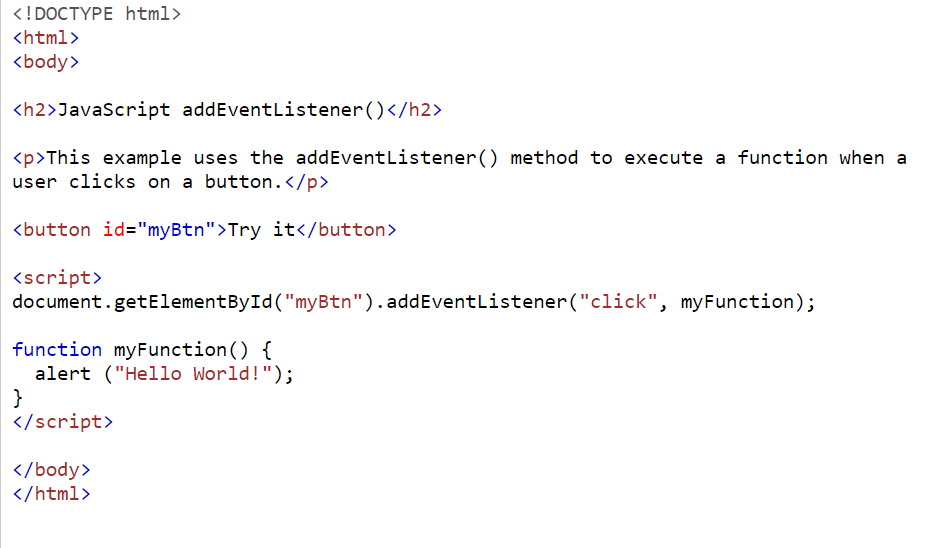 <!DOCTYPE html>
<html>
<body>
<h2>JavaScript addEventListener()</h2>
<p>This example uses the addEventListener() method to execute a function when a
user clicks on a button.</p>
<button id="myBtn">Try it</button>
<script>
document.getElementById("myBtn").addEventListener("click", myFunction);
function myFunction() {
  alert ("Hello World!");
}
</script>
</body>
</html>